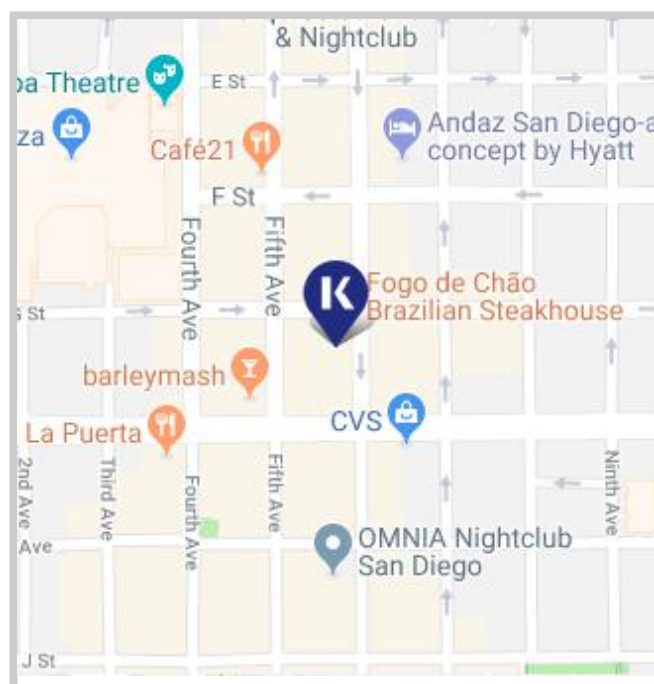 & Nightclub
pa Theatre
E St
za
Café21
Andaz San Diego-a
concept by Hyatt
F St
Fourth Ave
Fifth Ave
K
Fogo de Chão
Brazilian Steakhouse
St
barleymash
CVS
La Puerta
2nd Ave
Third Ave
Fourth Ave
Fifth Ave
Ninth Ave
Ave
OMNIA Nightclub
San Diego
J St